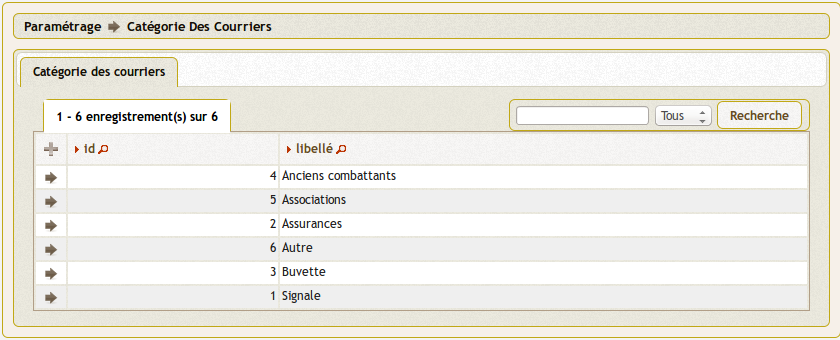 Paramétrage Catégorie Des Courriers
Catégorie des courriers
1 - 6 enregistrement(s) sur 6
Tous Recherche
id libellé
4 Anciens combattants
5 Associations
2 Assurances
6 Autre
3 Buvette
1 Signale